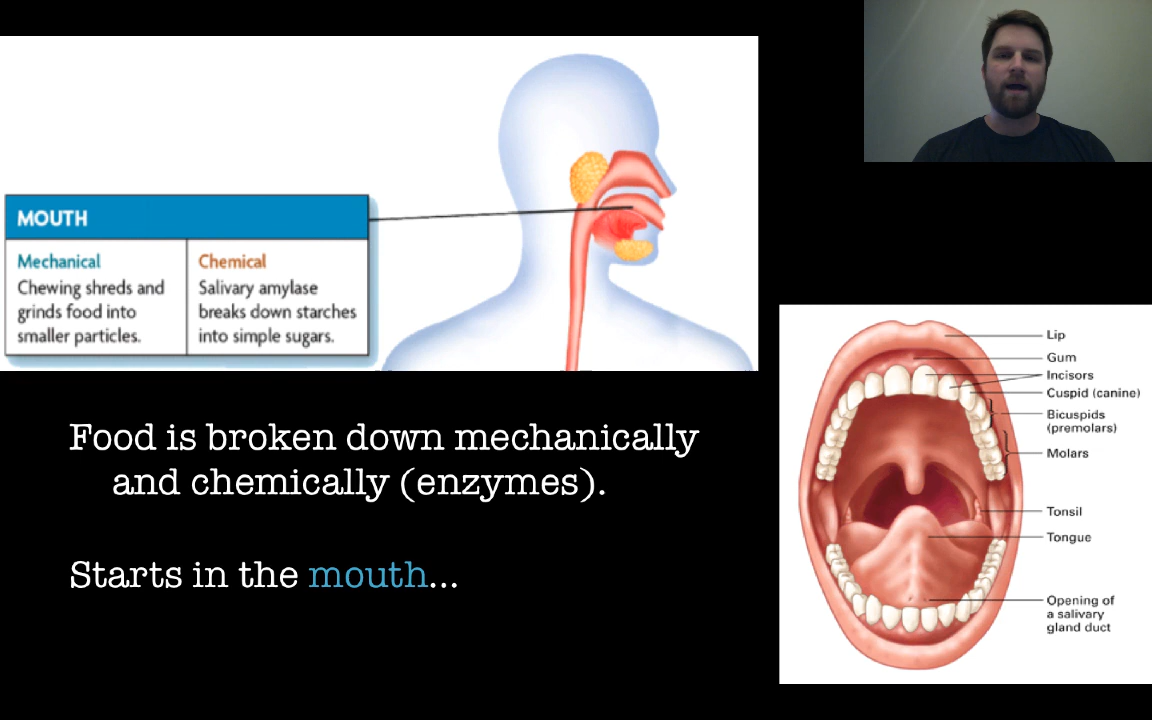 MOUTH
Mechanical
Chewing shreds and
grinds food into
smaller particles.
Chemical
Salivary amylase
breaks down starches
into simple sugars.
Food is broken down mechanically
and chemically (enzymes).
Starts in the mouth...
Lip
Gum
Incisors
Cuspid (canine)
Bicuspids
(premolars)
Molars
Tonsil
Tongue
Opening of
a salivary
gland duct